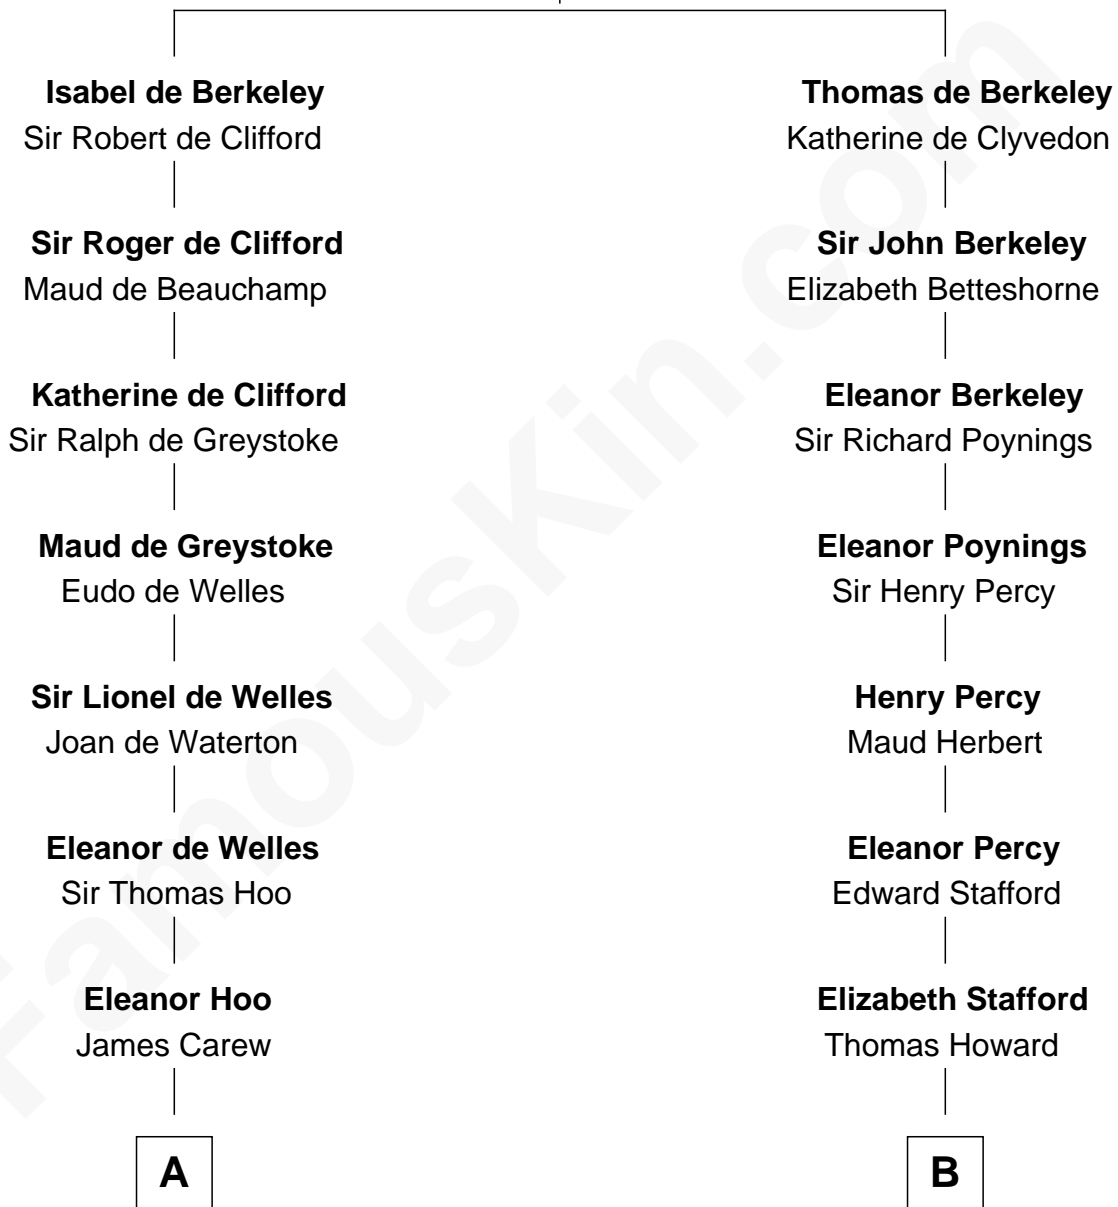 Isabel de Berkeley
Sir Robert de Clifford
Sir Roger de Clifford
Maud de Beauchamp
Katherine de Clifford
Sir Ralph de Greystoke
Maud de Greystoke
Eudo de Welles
Sir Lionel de Welles
Joan de Waterton
Eleanor de Welles
Sir Thomas Hoo
Eleanor Hoo
James Carew
A
Thomas de Berkeley
Katherine de Clyvedon
Sir John Berkeley
Elizabeth Betteshorne
Eleanor Berkeley
Sir Richard Poynings
Eleanor Poynings
Sir Henry Percy
Henry Percy
Maud Herbert
Eleanor Percy
Edward Stafford
Elizabeth Stafford
Thomas Howard
B
FamousKin.com